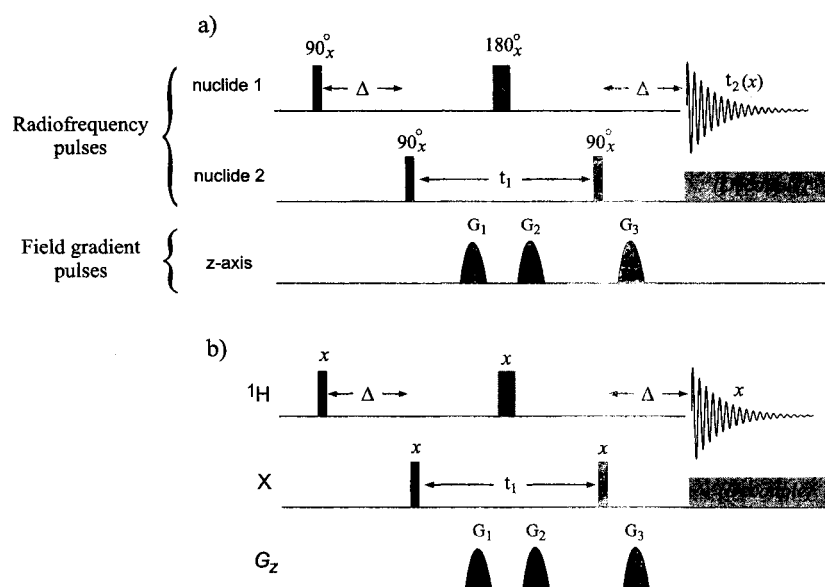 a)
90°x 180°x
nuclide 1 Δ Δ t2(x)
Radiofrequency pulses
90°x 90°x
nuclide 2 t1
G1 G2 G3
Field gradient pulses
z-axis
b)
x x
1H Δ Δ x
x x
X t1
G1 G2 G3
Gz